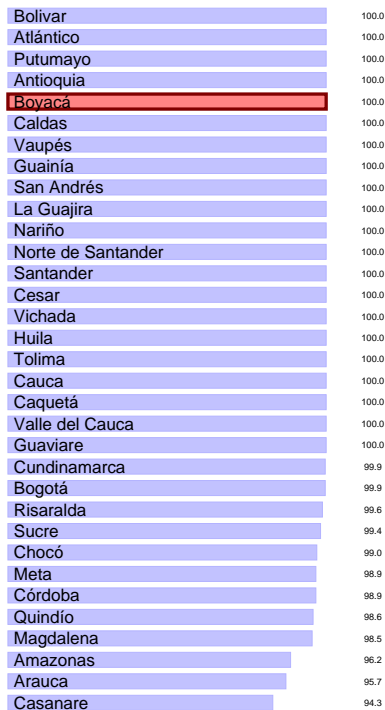 Bolivar 100.0
Atlántico 100.0
Putumayo 100.0
Antioquia 100.0
Boyacá 100.0
Caldas 100.0
Vaupés 100.0
Guainía 100.0
San Andrés 100.0
La Guajira 100.0
Nariño 100.0
Norte de Santander 100.0
Santander 100.0
Cesar 100.0
Vichada 100.0
Huila 100.0
Tolima 100.0
Cauca 100.0
Caquetá 100.0
Valle del Cauca 100.0
Guaviare 100.0
Cundinamarca 99.9
Bogotá 99.9
Risaralda 99.6
Sucre 99.4
Chocó 99.0
Meta 98.9
Córdoba 98.9
Quindío 98.6
Magdalena 98.5
Amazonas 96.2
Arauca 95.7
Casanare 94.3